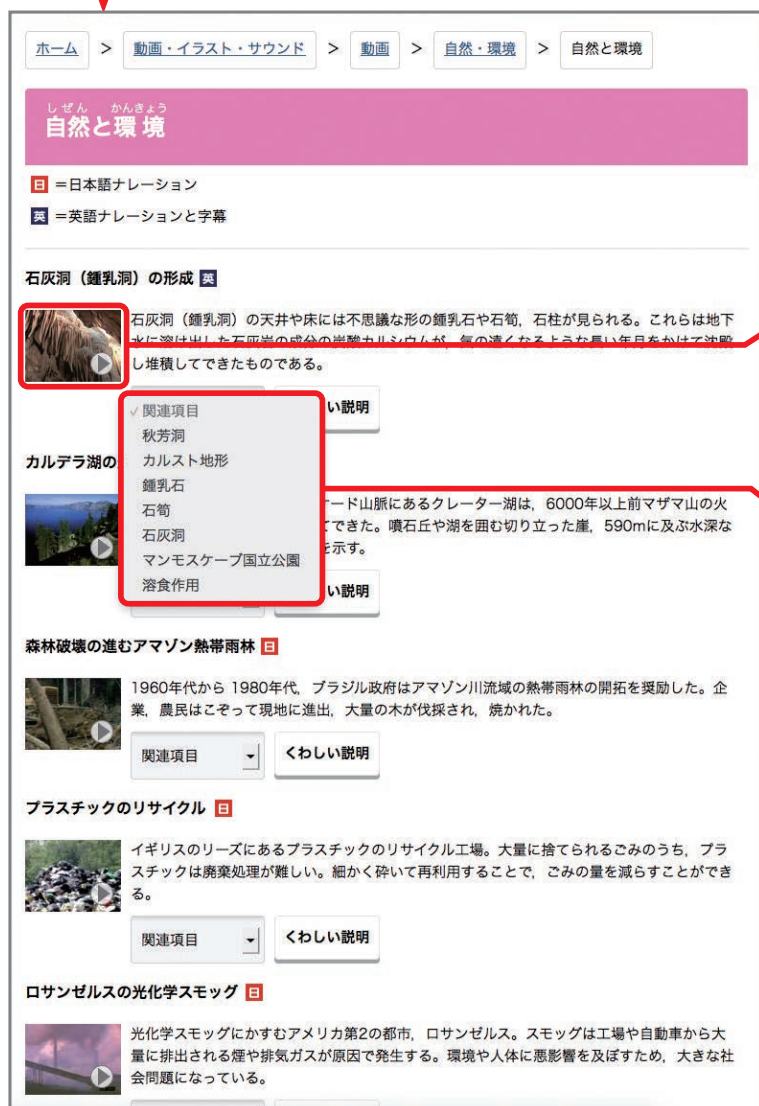 ホーム > 動画・イラスト・サウンド > 動画 > 自然・環境 > 自然と環境
しぜん かんきょう
自然と環境
日 =日本語ナレーション
英 =英語ナレーションと字幕
石灰洞（鍾乳洞）の形成 英
石灰洞（鍾乳洞）の天井や床には不思議な形の鍾乳石や石筍，石柱が見られる。これらは地下
水に溶け出した石灰岩の成分の炭酸カルシウムが，気の遠くなるような長い年月をかけて沈殿
し堆積してできたものである。
い説明
✓関連項目
秋芳洞
カルスト地形
鍾乳石
石筍
石灰洞
マンモスケーブ国立公園
溶食作用
カルデラ湖の
ード山脈にあるクレーター湖は，6000年以上前マザマ山の火
てできた。噴石丘や湖を囲む切り立った崖，590mに及ぶ水深な
を示す。
い説明
森林破壊の進むアマゾン熱帯雨林 日
1960年代から 1980年代，ブラジル政府はアマゾン川流域の熱帯雨林の開拓を奨励した。企
業，農民はこぞって現地に進出，大量の木が伐採され，焼かれた。
関連項目 くわしい説明
プラスチックのリサイクル 日
イギリスのリーズにあるプラスチックのリサイクル工場。大量に捨てられるごみのうち，プラ
スチックは廃棄処理が難しい。細かく砕いて再利用することで，ごみの量を減らすことができ
る。
関連項目 くわしい説明
ロサンゼルスの光化学スモッグ 日
光化学スモッグにかすむアメリカ第2の都市，ロサンゼルス。スモッグは工場や自動車から大
量に排出される煙や排気ガスが原因で発生する。環境や人体に悪影響を及ぼすため，大きな社
会問題になっている。